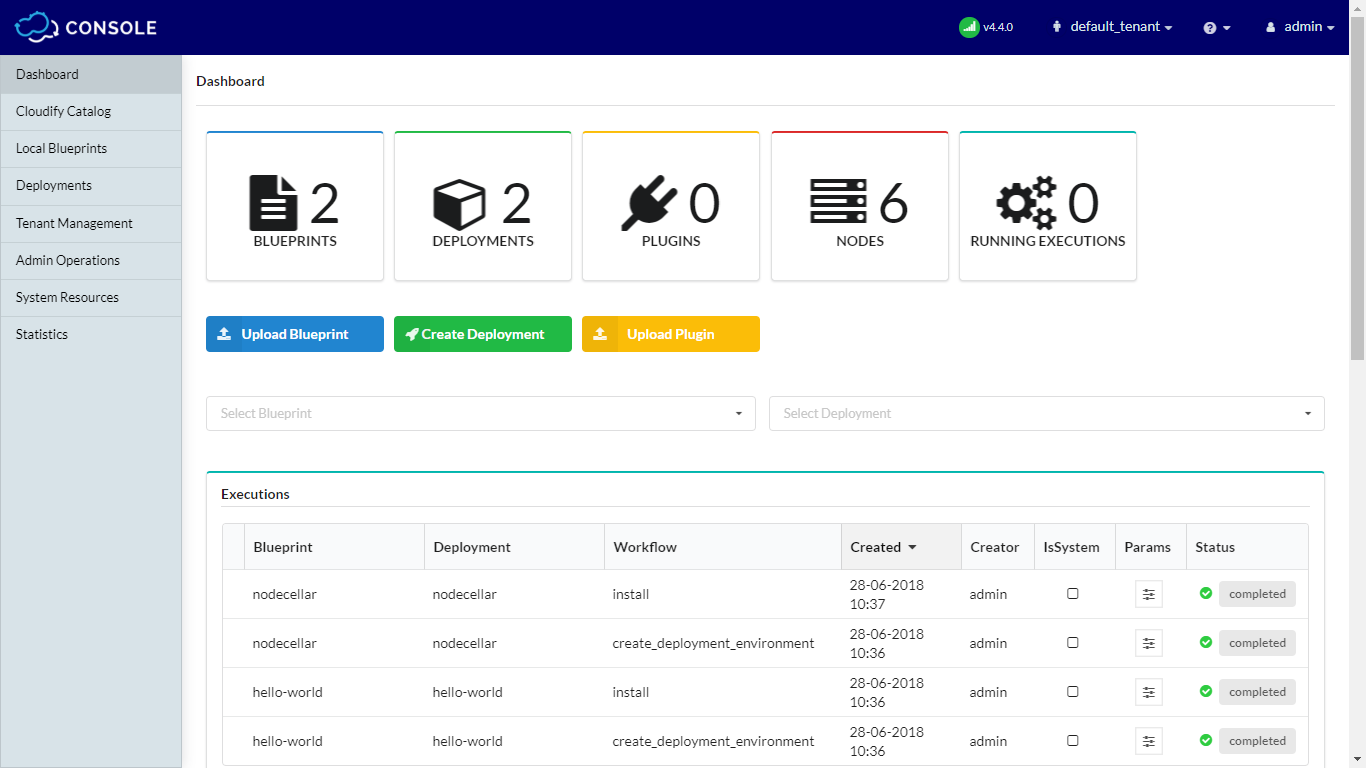 CONSOLE
v4.4.0
default_tenant
admin
Dashboard
Cloudify Catalog
Local Blueprints
Deployments
Tenant Management
Admin Operations
System Resources
Statistics
Dashboard
2
BLUEPRINTS
2
DEPLOYMENTS
0
PLUGINS
6
NODES
0
RUNNING EXECUTIONS
Upload Blueprint
Create Deployment
Upload Plugin
Select Blueprint
Select Deployment
Executions
Blueprint Deployment Workflow Created Creator IsSystem Params Status
nodecellar nodecellar install 28-06-2018 10:37 admin completed
nodecellar nodecellar create_deployment_environment 28-06-2018 10:36 admin completed
hello-world hello-world install 28-06-2018 10:36 admin completed
hello-world hello-world create_deployment_environment 28-06-2018 10:36 admin completed